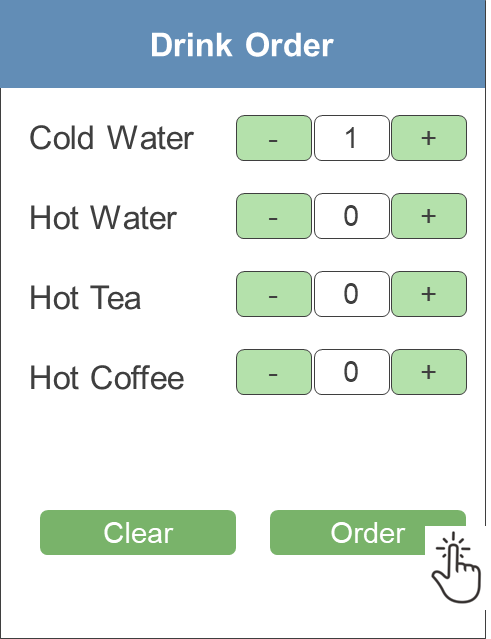 Drink Order
Cold Water - 1 +
Hot Water - 0 +
Hot Tea - 0 +
Hot Coffee - 0 +
Clear Order